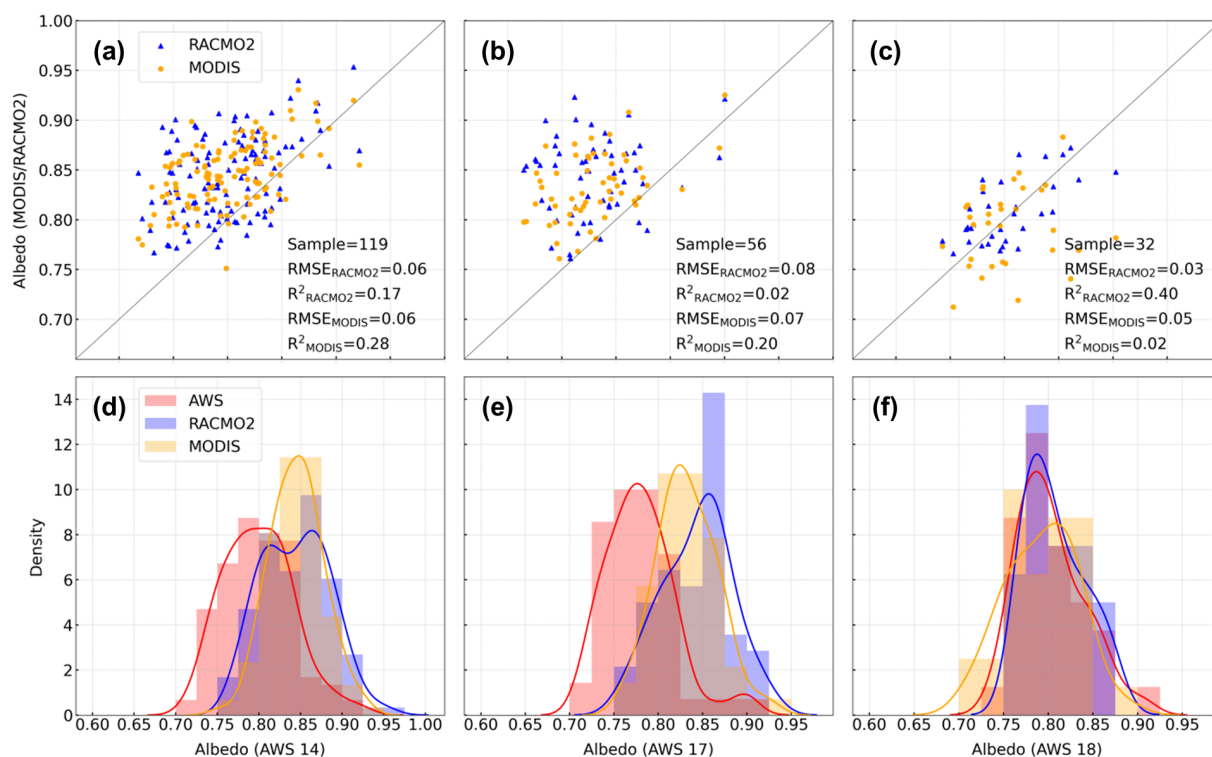 (a)
RACMO2
MODIS
1.00
0.95
0.90
0.85
0.80
0.75
0.70
Albedo (MODIS/RACMO2)
Sample=119
RMSE_RACMO2=0.06
R²_RACMO2=0.17
RMSE_MODIS=0.06
R²_MODIS=0.28
(b)
Sample=56
RMSE_RACMO2=0.08
R²_RACMO2=0.02
RMSE_MODIS=0.07
R²_MODIS=0.20
(c)
Sample=32
RMSE_RACMO2=0.03
R²_RACMO2=0.40
RMSE_MODIS=0.05
R²_MODIS=0.02
(d)
AWS
RACMO2
MODIS
14
12
10
8
6
4
2
0
Density
0.60 0.65 0.70 0.75 0.80 0.85 0.90 0.95 1.00
Albedo (AWS 14)
(e)
0.60 0.65 0.70 0.75 0.80 0.85 0.90 0.95
Albedo (AWS 17)
(f)
0.60 0.65 0.70 0.75 0.80 0.85 0.90 0.95
Albedo (AWS 18)